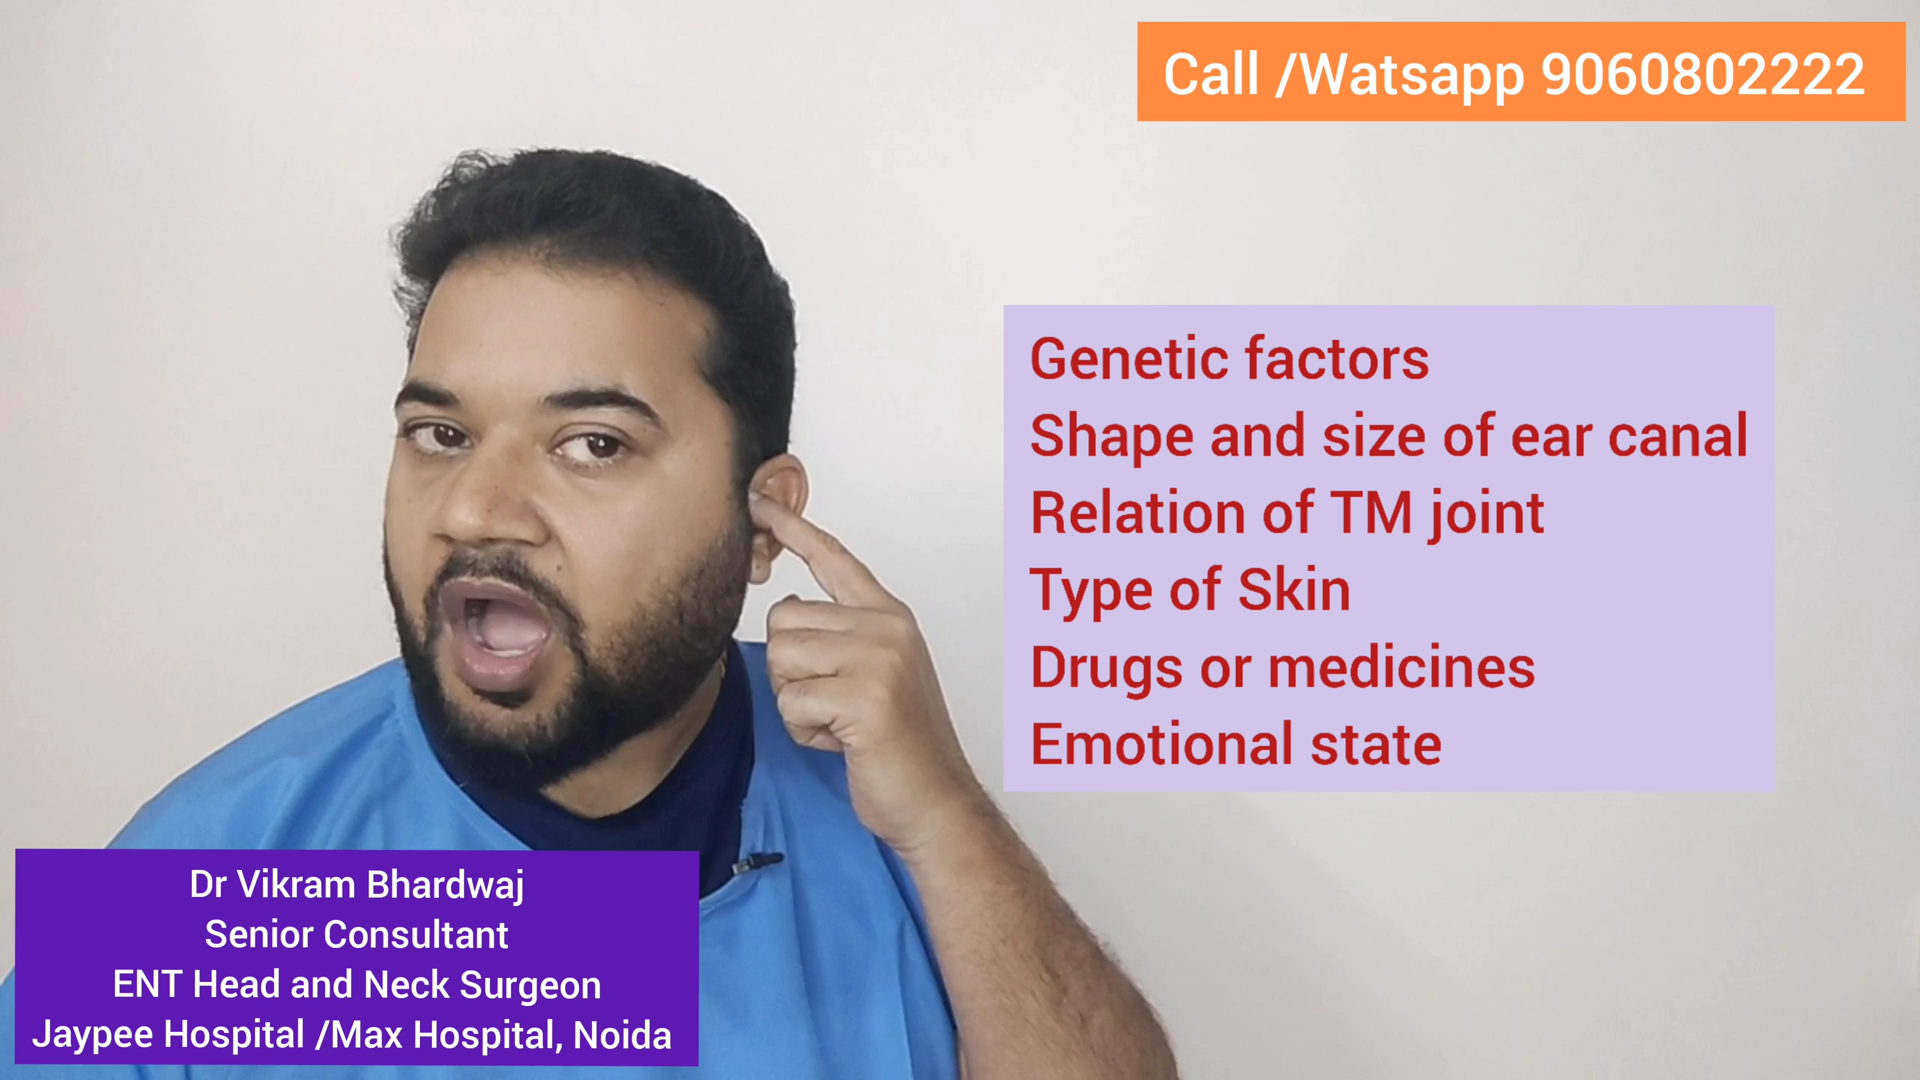 Call /Watsapp 9060802222
Genetic factors
Shape and size of ear canal
Relation of TM joint
Type of Skin
Drugs or medicines
Emotional state
Dr Vikram Bhardwaj
Senior Consultant
ENT Head and Neck Surgeon
Jaypee Hospital /Max Hospital, Noida